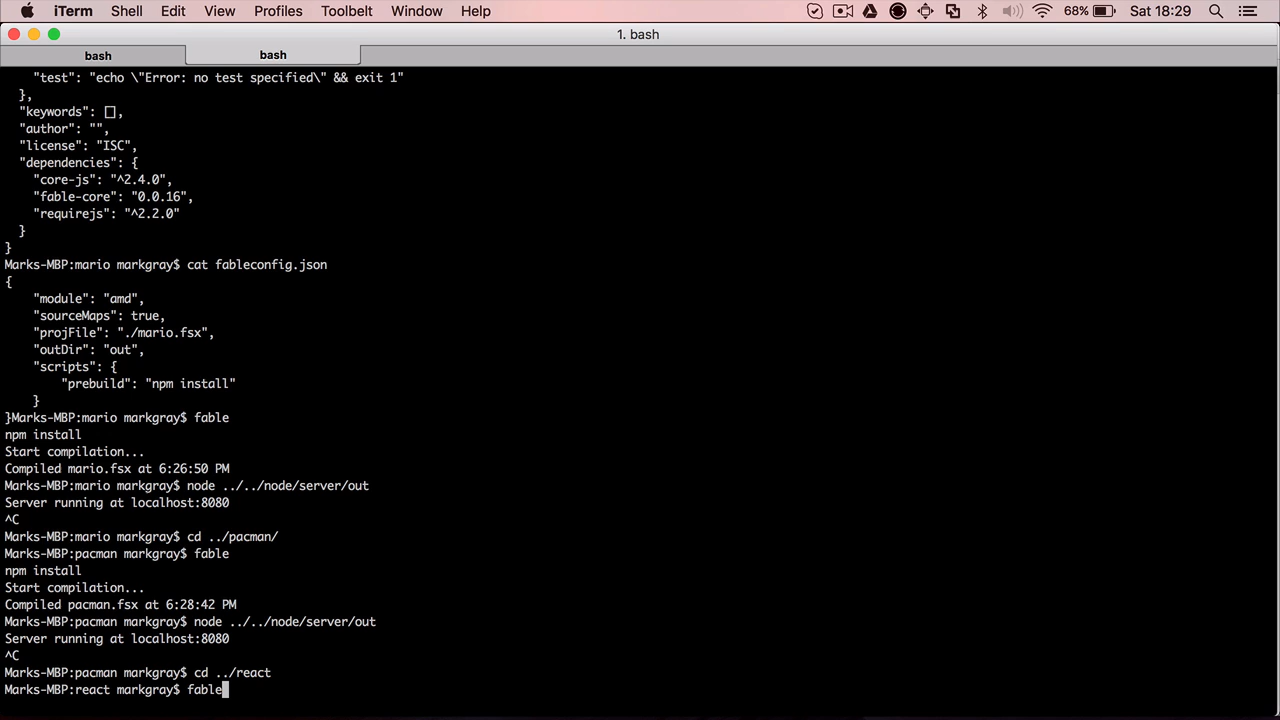 iTerm Shell Edit View Profiles Toolbelt Window Help 68% Sat 18:29
1. bash
bash bash
"test": "echo \"Error: no test specified\" && exit 1"
},
"keywords": [],
"author": "",
"license": "ISC",
"dependencies": {
"core-js": "^2.4.0",
"fable-core": "0.0.16",
"requirejs": "^2.2.0"
}
}
Marks-MBP:mario markgray$ cat fableconfig.json
{
"module": "amd",
"sourceMaps": true,
"projFile": "./mario.fsx",
"outDir": "out",
"scripts": {
"prebuild": "npm install"
}
}Marks-MBP:mario markgray$ fable
npm install
Start compilation...
Compiled mario.fsx at 6:26:50 PM
Marks-MBP:mario markgray$ node ../../node/server/out
Server running at localhost:8080
^C
Marks-MBP:mario markgray$ cd ../pacman/
Marks-MBP:pacman markgray$ fable
npm install
Start compilation...
Compiled pacman.fsx at 6:28:42 PM
Marks-MBP:pacman markgray$ node ../../node/server/out
Server running at localhost:8080
^C
Marks-MBP:pacman markgray$ cd ../react
Marks-MBP:react markgray$ fable